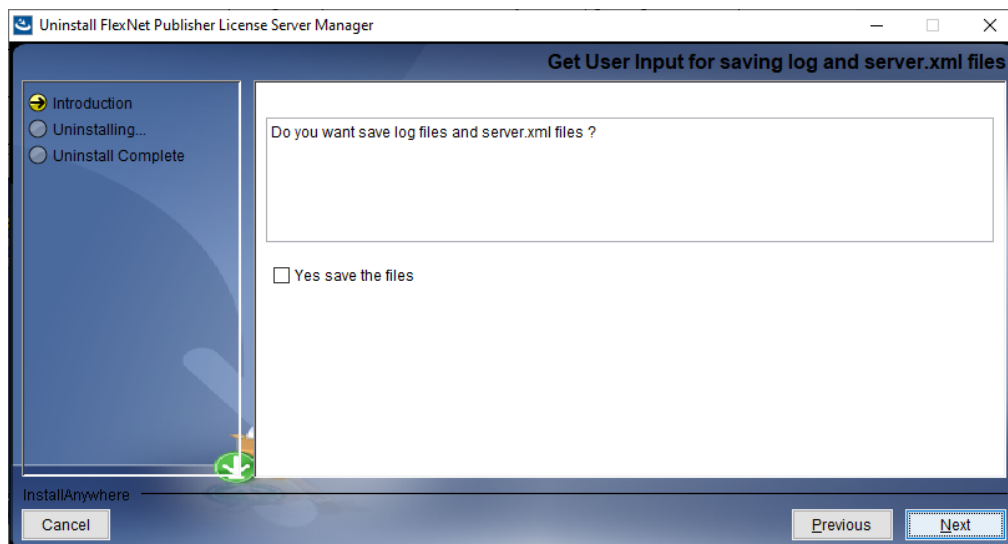 Uninstall FlexNet Publisher License Server Manager
Get User Input for saving log and server.xml files
Introduction
Uninstalling...
Uninstall Complete
Do you want save log files and server.xml files ?
Yes save the files
InstallAnywhere
Cancel
Previous
Next